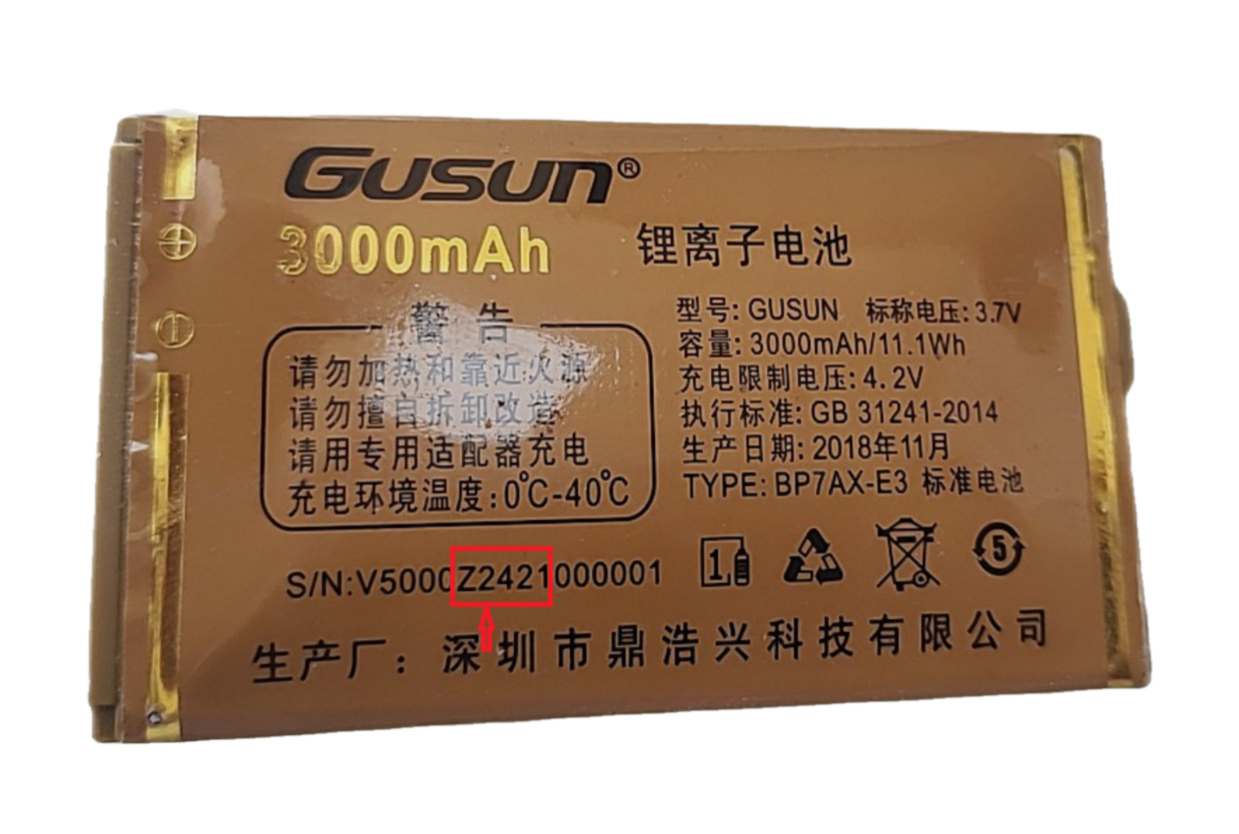 GUSUN®
3000mAh
锂离子电池
警告
请勿加热和靠近火源
请勿擅自拆卸改造
请用专用适配器充电
充电环境温度:0℃-40℃
型号: GUSUN 标称电压: 3.7V
容量: 3000mAh/11.1Wh
充电限制电压: 4.2V
执行标准: GB 31241-2014
生产日期: 2018年11月
TYPE: BP7AX-E3 标准电池
S/N:V5000Z2421000001
1
5
生产厂：深圳市鼎浩兴科技有限公司